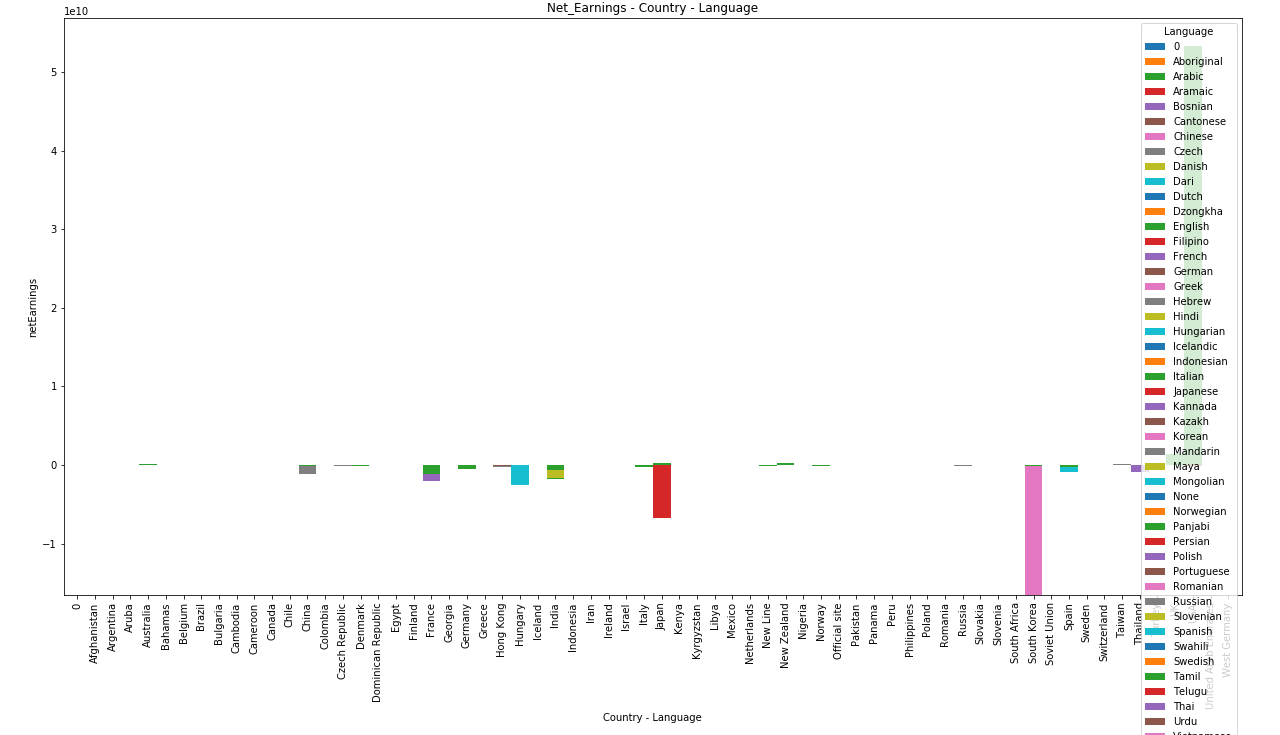 Net_Earnings - Country - Language
1e10
5
4
3
2
1
0
−1
netEarnings
0
Afghanistan
Argentina
Aruba
Australia
Bahamas
Belgium
Brazil
Bulgaria
Cambodia
Cameroon
Canada
Chile
China
Colombia
Czech Republic
Denmark
Dominican Republic
Egypt
Finland
France
Georgia
Germany
Greece
Hong Kong
Hungary
Iceland
India
Indonesia
Iran
Ireland
Israel
Italy
Japan
Kenya
Kyrgyzstan
Libya
Mexico
Netherlands
New Line
New Zealand
Nigeria
Norway
Official site
Pakistan
Panama
Peru
Philippines
Poland
Romania
Russia
Slovakia
Slovenia
South Africa
South Korea
Soviet Union
Spain
Sweden
Switzerland
Taiwan
Thailand
United Arab
West Germany
Country - Language
Language
0
Aboriginal
Arabic
Aramaic
Bosnian
Cantonese
Chinese
Czech
Danish
Dari
Dutch
Dzongkha
English
Filipino
French
German
Greek
Hebrew
Hindi
Hungarian
Icelandic
Indonesian
Italian
Japanese
Kannada
Kazakh
Korean
Mandarin
Maya
Mongolian
None
Norwegian
Panjabi
Persian
Polish
Portuguese
Romanian
Russian
Slovenian
Spanish
Swahili
Swedish
Tamil
Telugu
Thai
Urdu
Vietnamese